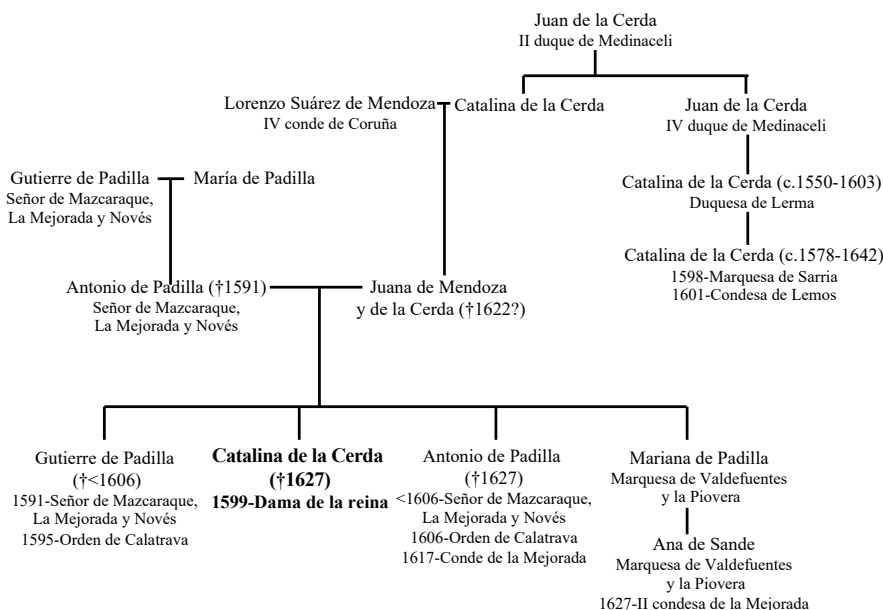 Juan de la Cerda
II duque de Medinaceli
Lorenzo Suárez de Mendoza
IV conde de Coruña
Catalina de la Cerda
Juan de la Cerda
IV duque de Medinaceli
Gutierre de Padilla
Señor de Mazcaraque,
La Mejorada y Novés
María de Padilla
Catalina de la Cerda (c.1550-1603)
Duquesa de Lerma
Catalina de la Cerda (c.1578-1642)
1598-Marquesa de Sarria
1601-Condesa de Lemos
Antonio de Padilla (†1591)
Señor de Mazcaraque,
La Mejorada y Novés
Juana de Mendoza
y de la Cerda (†1622?)
Gutierre de Padilla
(†<1606)
1591-Señor de Mazcaraque,
La Mejorada y Novés
1595-Orden de Calatrava
Catalina de la Cerda
(†1627)
1599-Dama de la reina
Antonio de Padilla
(†1627)
<1606-Señor de Mazcaraque,
La Mejorada y Novés
1606-Orden de Calatrava
1617-Conde de la Mejorada
Mariana de Padilla
Marquesa de Valdefuentes
y la Piovera
Ana de Sande
Marquesa de Valdefuentes
y la Piovera
1627-II condesa de la Mejorada